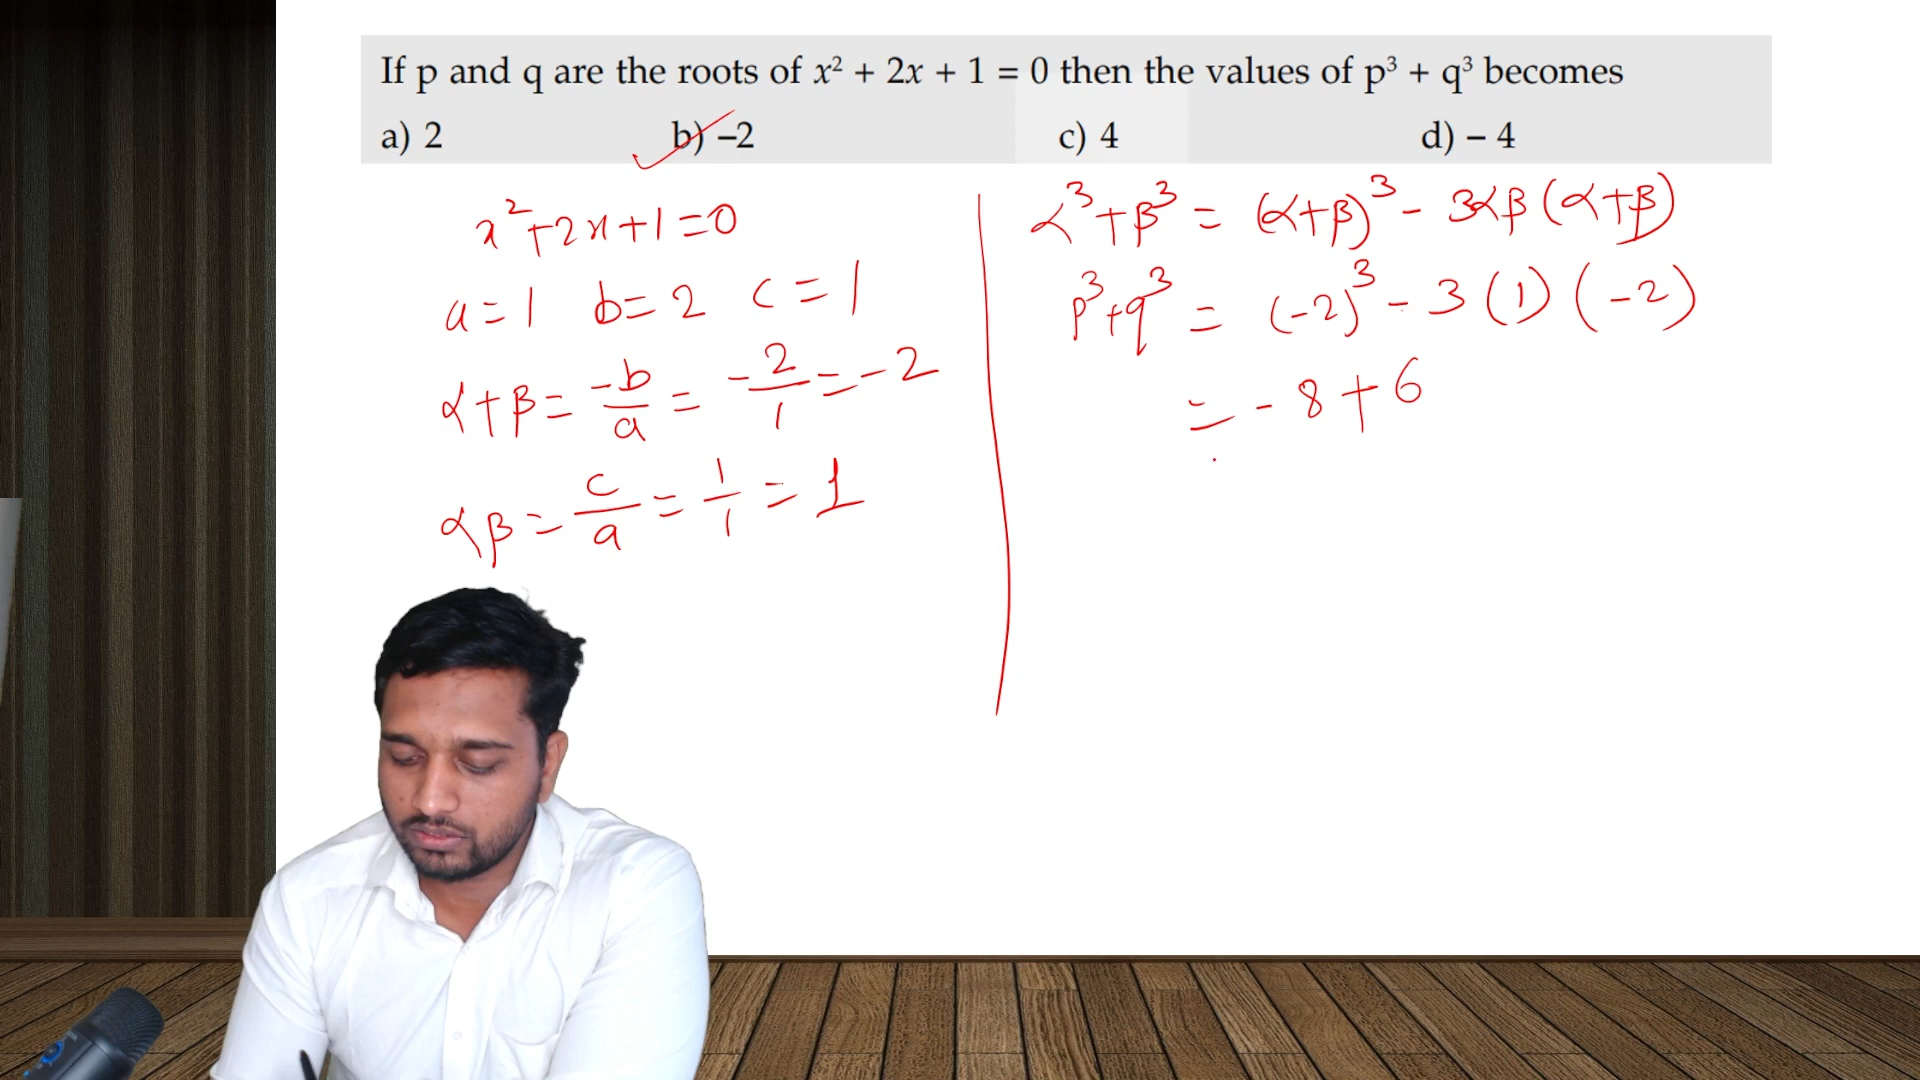 If p and q are the roots of x² + 2x + 1 = 0 then the values of p³ + q³ becomes
a) 2 b) –2 c) 4 d) – 4
x²+2x+1=0
a=1 b=2 c=1
α+β = -b/a = -2/1 = -2
αβ = c/a = 1/1 = 1
α³+β³ = (α+β)³ - 3αβ(α+β)
p³+q³ = (-2)³ - 3(1)(-2)
= -8+6